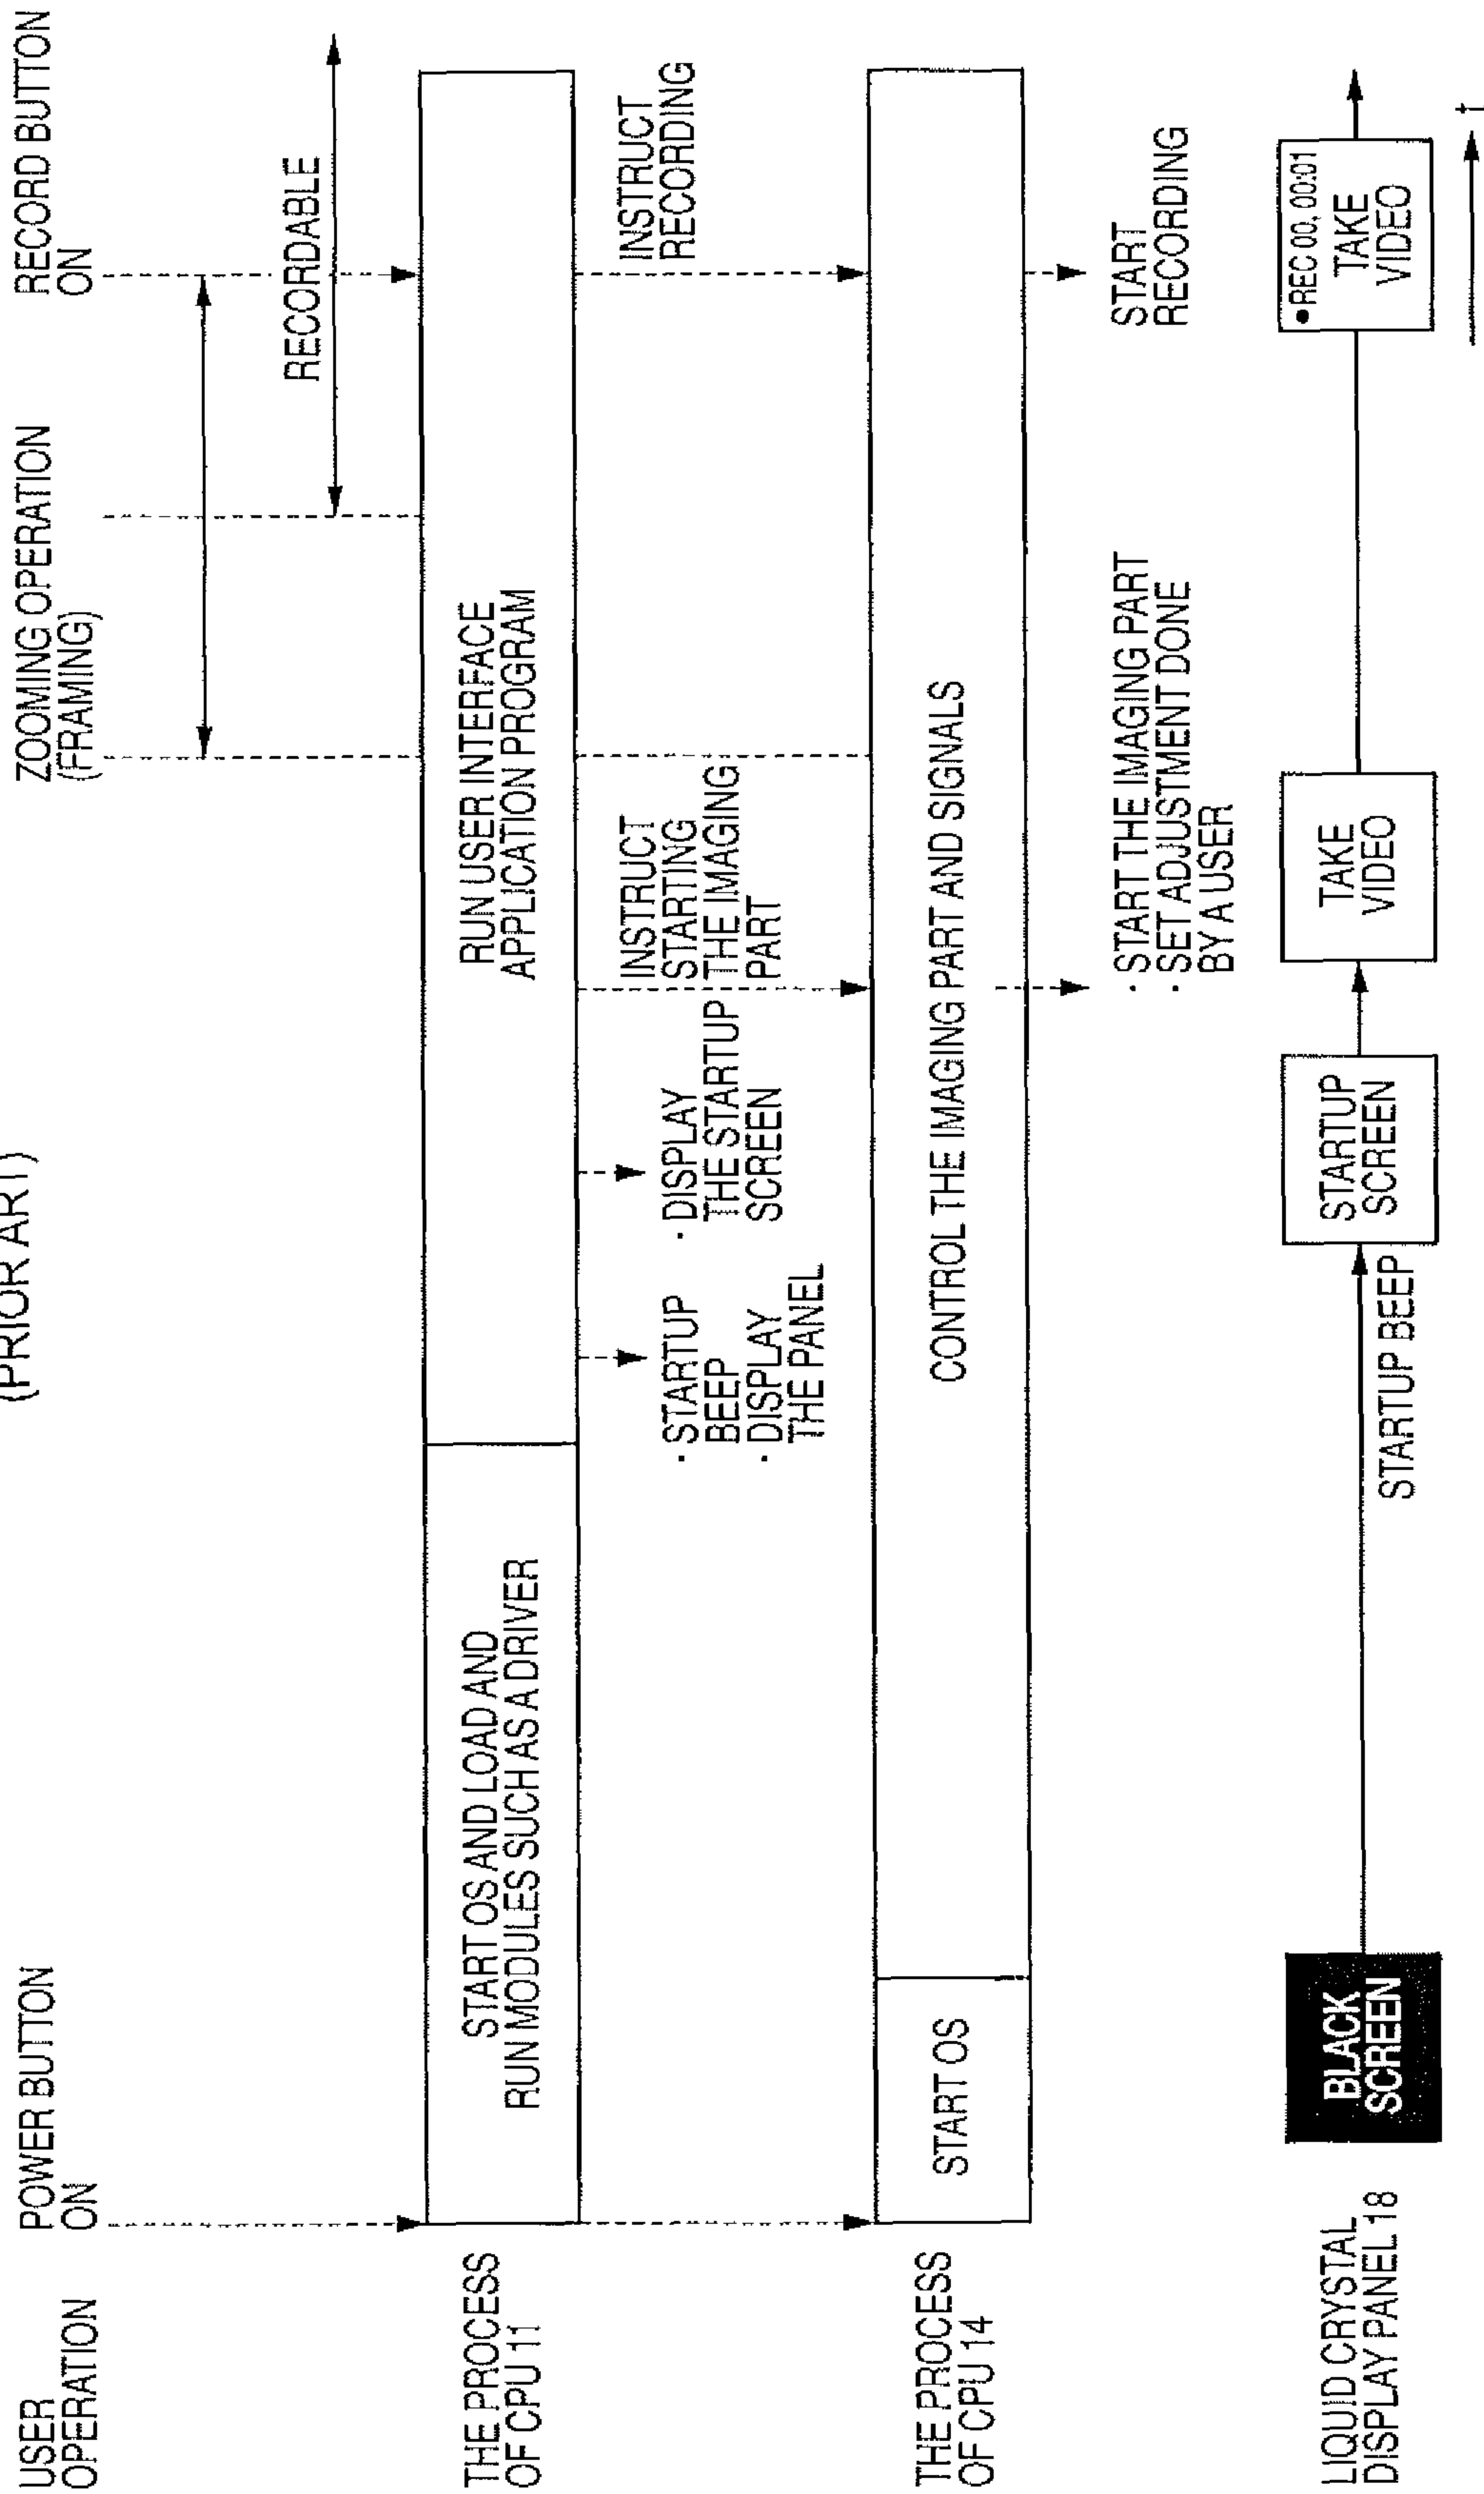 (PRIOR ART)
USER
OPERATION
POWER BUTTON
ON
ZOOMING OPERATION
(FRAMING)
RECORD BUTTON
ON
RECORDABLE
THE PROCESS
OF CPU 11
START OS AND LOAD AND
RUN MODULES SUCH AS A DRIVER
RUN USER INTERFACE
APPLICATION PROGRAM
· STARTUP
BEEP
· DISPLAY
THE PANEL
· DISPLAY
THE STARTUP
SCREEN
INSTRUCT
STARTING
THE IMAGING
PART
INSTRUCT
RECORDING
THE PROCESS
OF CPU 14
START OS
CONTROL THE IMAGING PART AND SIGNALS
· START THE IMAGING PART
· SET ADJUSTMENT DONE
BY A USER
START
RECORDING
LIQUID CRYSTAL
DISPLAY PANEL 18
BLACK
SCREEN
STARTUP BEEP
STARTUP
SCREEN
TAKE
VIDEO
● REC 00, 00:01
TAKE
VIDEO
t